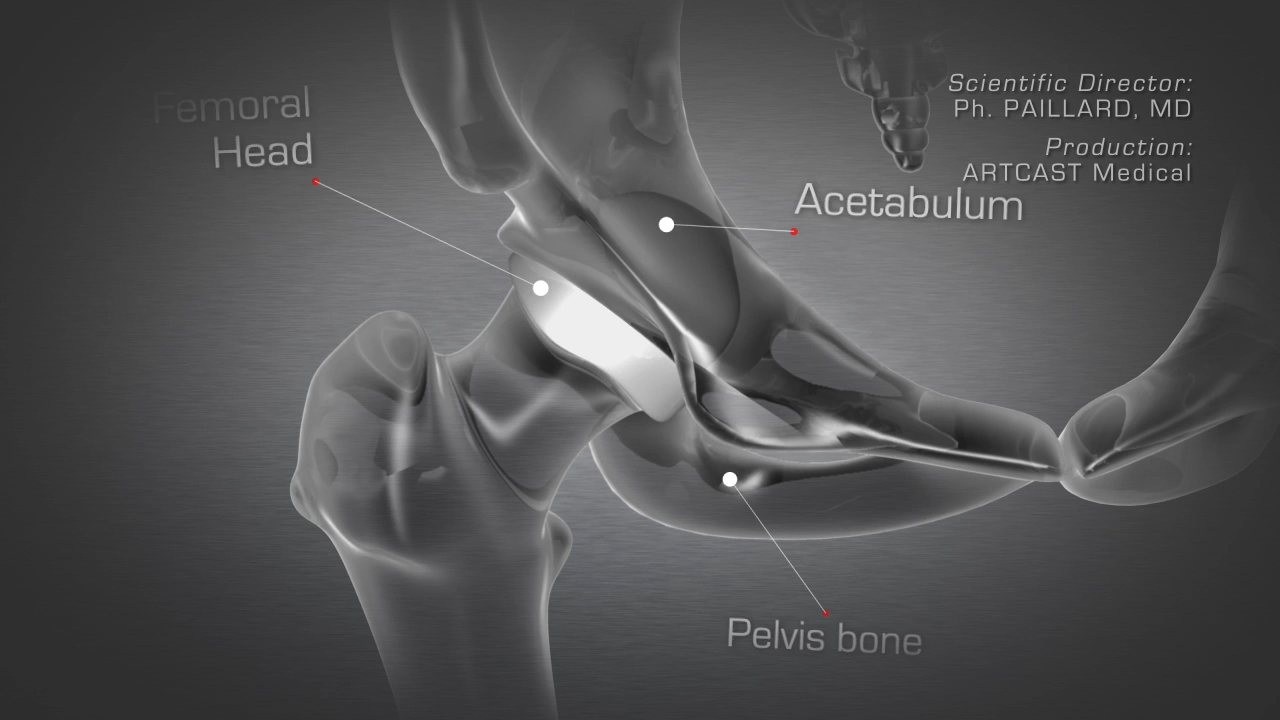 Femoral
Head
Scientific Director:
Ph. PAILLARD, MD
Production:
ARTCAST Medical
Acetabulum
Pelvis bone